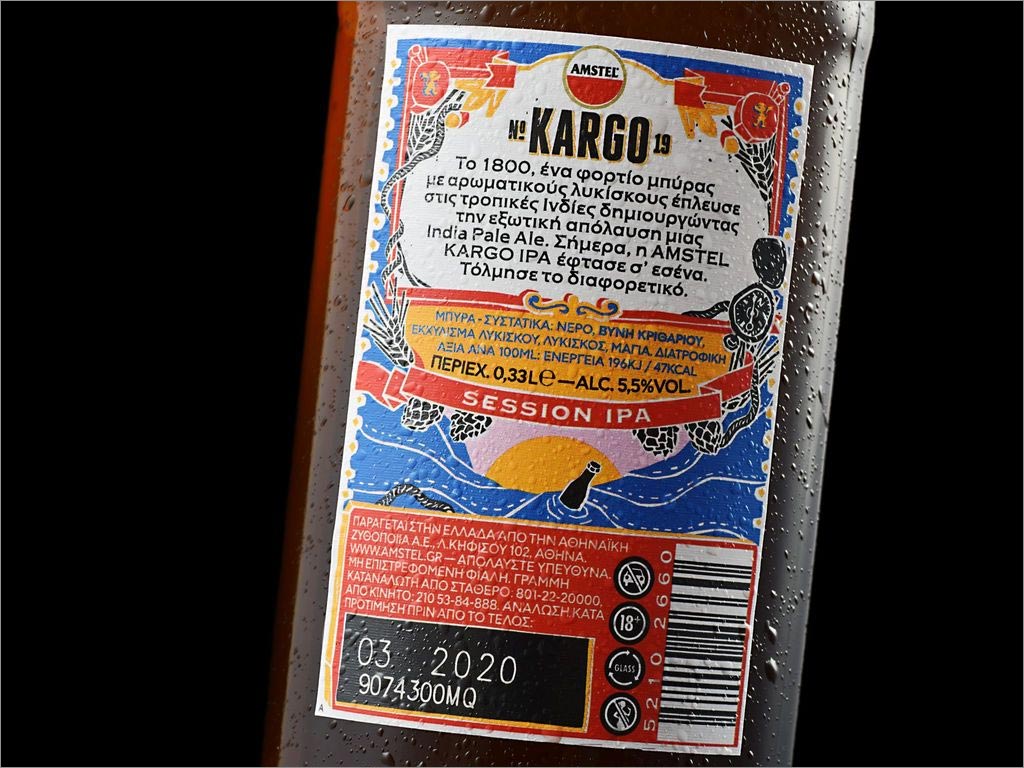 AMSTEL
Nº KARGO 19
Το 1800, ένα φορτίο μπύρας
με αρωματικούς λυκίσκους έπλευσε
στις τροπικές Ινδίες δημιουργώντας
την εξωτική απόλαυση μιας
India Pale Ale. Σήμερα, η AMSTEL
KARGO IPA έφτασε σ' εσένα.
Τόλμησε το διαφορετικό.
ΜΠΥΡΑ - ΣΥΣΤΑΤΙΚΑ: ΝΕΡΟ, ΒΥΝΗ ΚΡΙΘΑΡΙΟΥ,
ΕΚΧΥΛΙΣΜΑ ΛΥΚΙΣΚΟΥ, ΛΥΚΙΣΚΟΣ, ΜΑΓΙΑ. ΔΙΑΤΡΟΦΙΚΗ
ΑΞΙΑ ΑΝΑ 100ML: ΕΝΕΡΓΕΙΑ 196KJ / 47KCAL
ΠΕΡΙΕΧ. 0,33L℮ — ALC. 5,5%VOL.
SESSION IPA
ΠΑΡΑΓΕΤΑΙ ΣΤΗΝ ΕΛΛΑΔΑ ΑΠΟ ΤΗΝ ΑΘΗΝΑΪΚΗ
ΖΥΘΟΠΟΙΙΑ Α.Ε., Λ.ΚΗΦΙΣΟΥ 102, ΑΘΗΝΑ.
WWW.AMSTEL.GR — ΑΠΟΛΑΥΣΤΕ ΥΠΕΥΘΥΝΑ.
ΜΗ ΕΠΙΣΤΡΕΦΟΜΕΝΗ ΦΙΑΛΗ. ΓΡΑΜΜΗ
ΚΑΤΑΝΑΛΩΤΗ ΑΠΟ ΣΤΑΘΕΡΟ: 801-22-20000,
ΑΠΟ ΚΙΝΗΤΟ: 210 53-84-888. ΑΝΑΛΩΣΗ ΚΑΤΑ
ΠΡΟΤΙΜΗΣΗ ΠΡΙΝ ΑΠΟ ΤΟ ΤΕΛΟΣ:
03 2020
9074300MQ
18+
GLASS
5210 2660
A